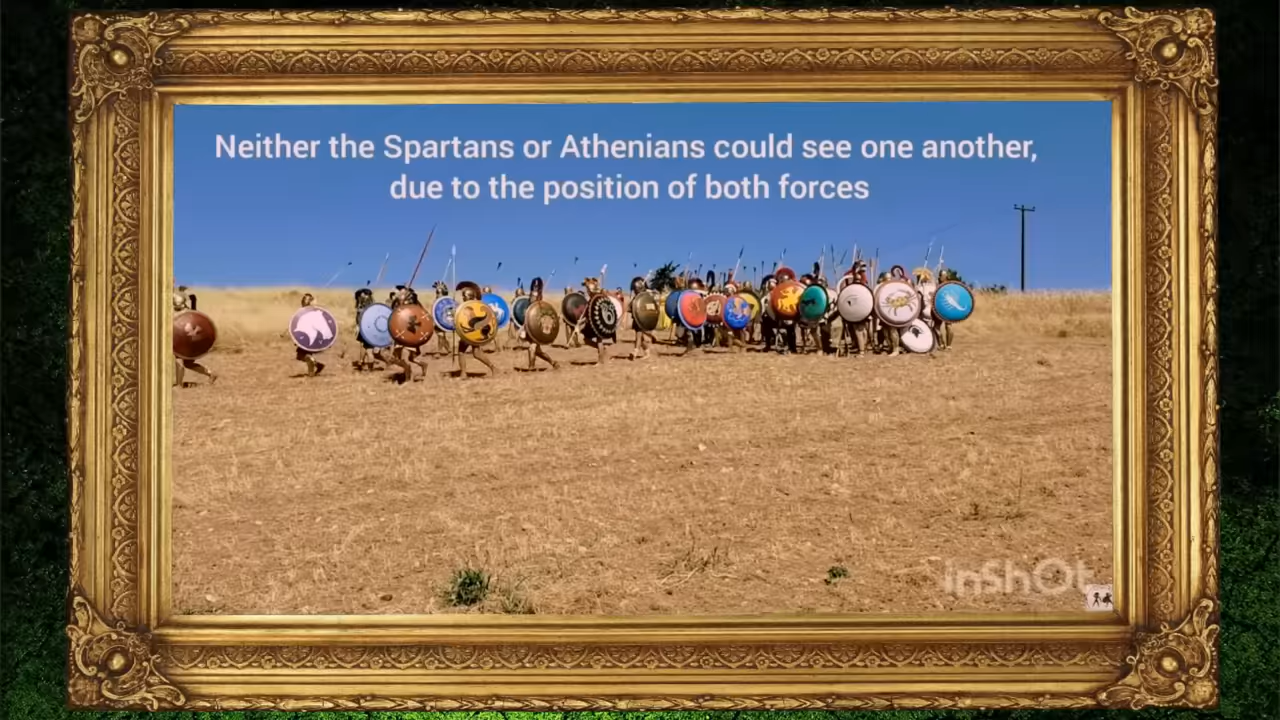 Neither the Spartans or Athenians could see one another,
due to the position of both forces
InShOt